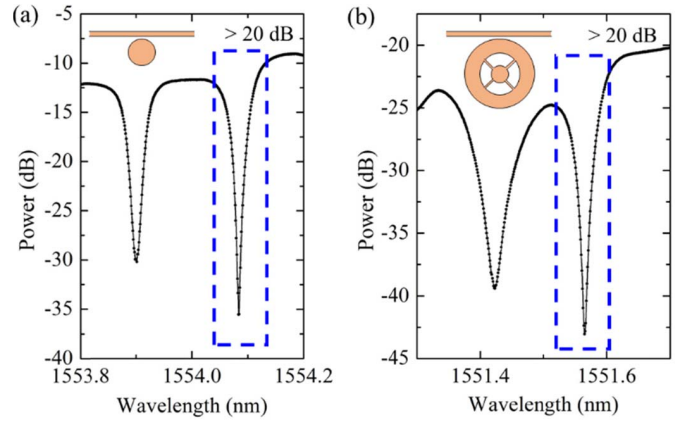 (a)
> 20 dB
-5
-10
-15
-20
-25
-30
-35
-40
Power (dB)
1553.8
1554.0
1554.2
Wavelength (nm)
(b)
> 20 dB
-20
-25
-30
-35
-40
-45
Power (dB)
1551.4
1551.6
Wavelength (nm)